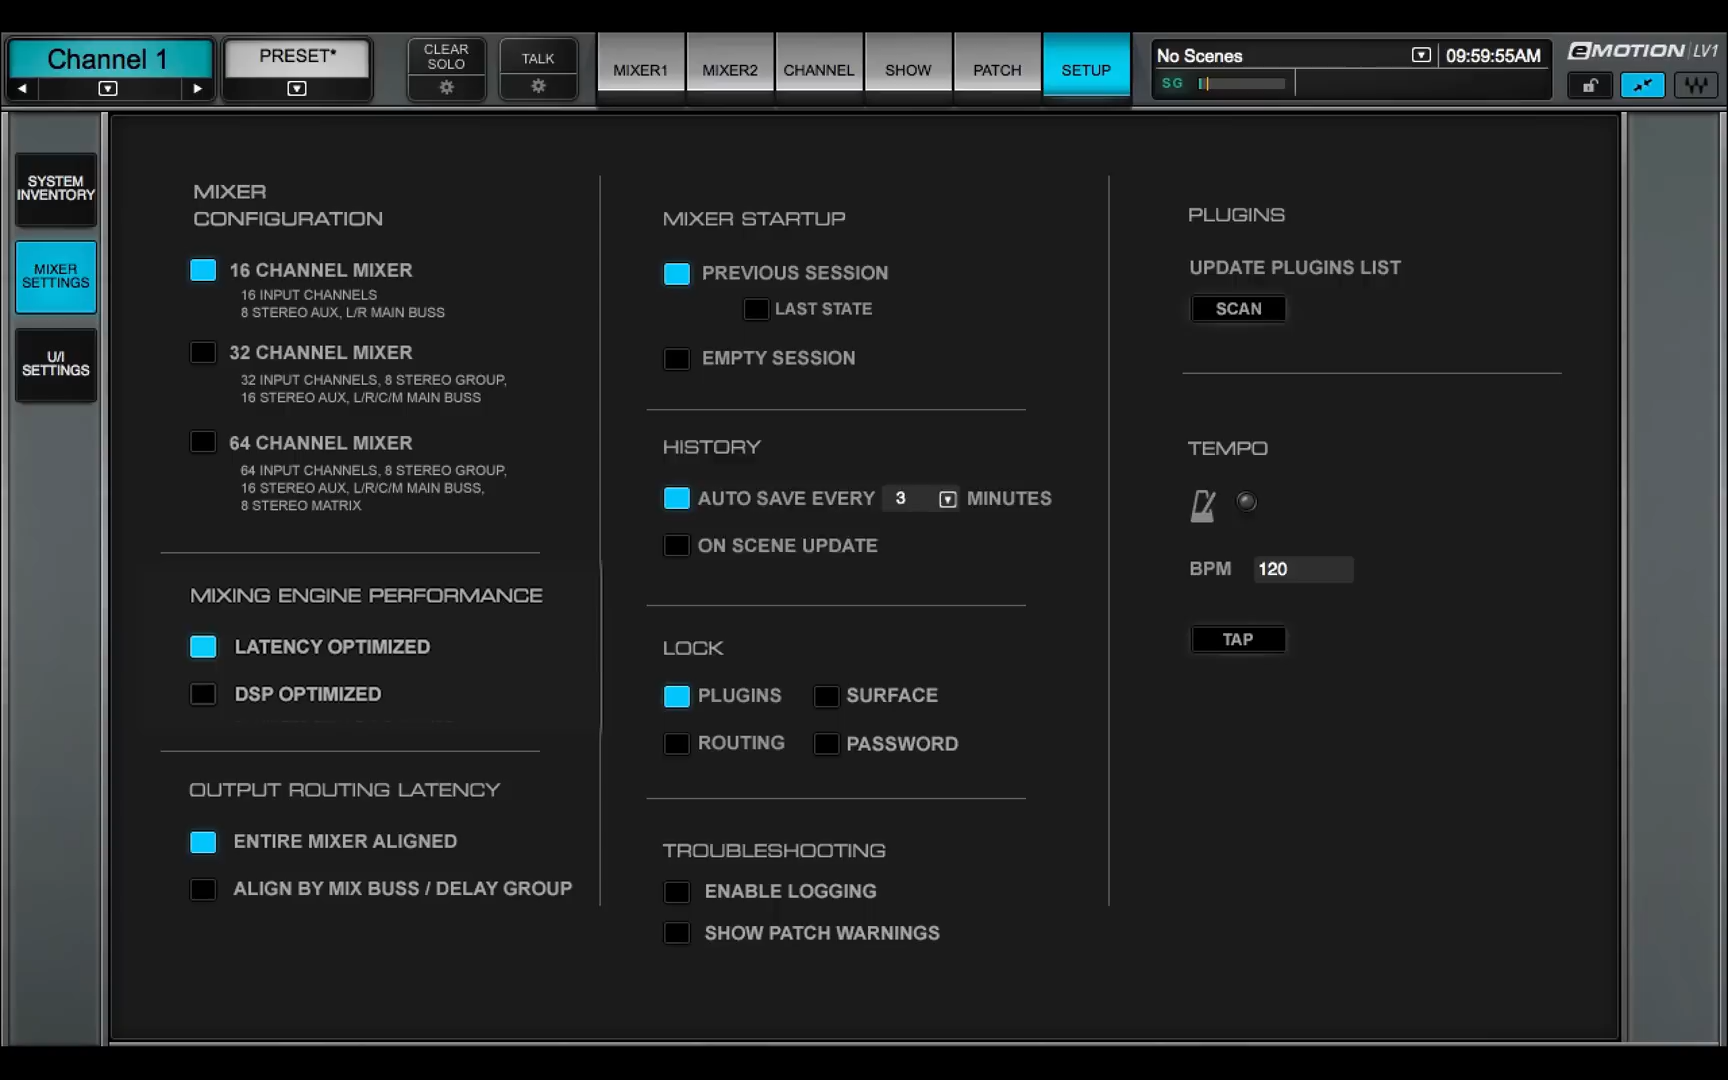 Channel 1
PRESET*
CLEAR
SOLO
TALK
MIXER1
MIXER2
CHANNEL
SHOW
PATCH
SETUP
No Scenes
09:59:55AM
SG
eMOTION LV1
SYSTEM
INVENTORY
MIXER
SETTINGS
U/I
SETTINGS
MIXER
CONFIGURATION
16 CHANNEL MIXER
16 INPUT CHANNELS
8 STEREO AUX, L/R MAIN BUSS
32 CHANNEL MIXER
32 INPUT CHANNELS, 8 STEREO GROUP,
16 STEREO AUX, L/R/C/M MAIN BUSS
64 CHANNEL MIXER
64 INPUT CHANNELS, 8 STEREO GROUP,
16 STEREO AUX, L/R/C/M MAIN BUSS,
8 STEREO MATRIX
MIXING ENGINE PERFORMANCE
LATENCY OPTIMIZED
DSP OPTIMIZED
OUTPUT ROUTING LATENCY
ENTIRE MIXER ALIGNED
ALIGN BY MIX BUSS / DELAY GROUP
MIXER STARTUP
PREVIOUS SESSION
LAST STATE
EMPTY SESSION
HISTORY
AUTO SAVE EVERY 3 MINUTES
ON SCENE UPDATE
LOCK
PLUGINS SURFACE
ROUTING PASSWORD
TROUBLESHOOTING
ENABLE LOGGING
SHOW PATCH WARNINGS
PLUGINS
UPDATE PLUGINS LIST
SCAN
TEMPO
BPM 120
TAP